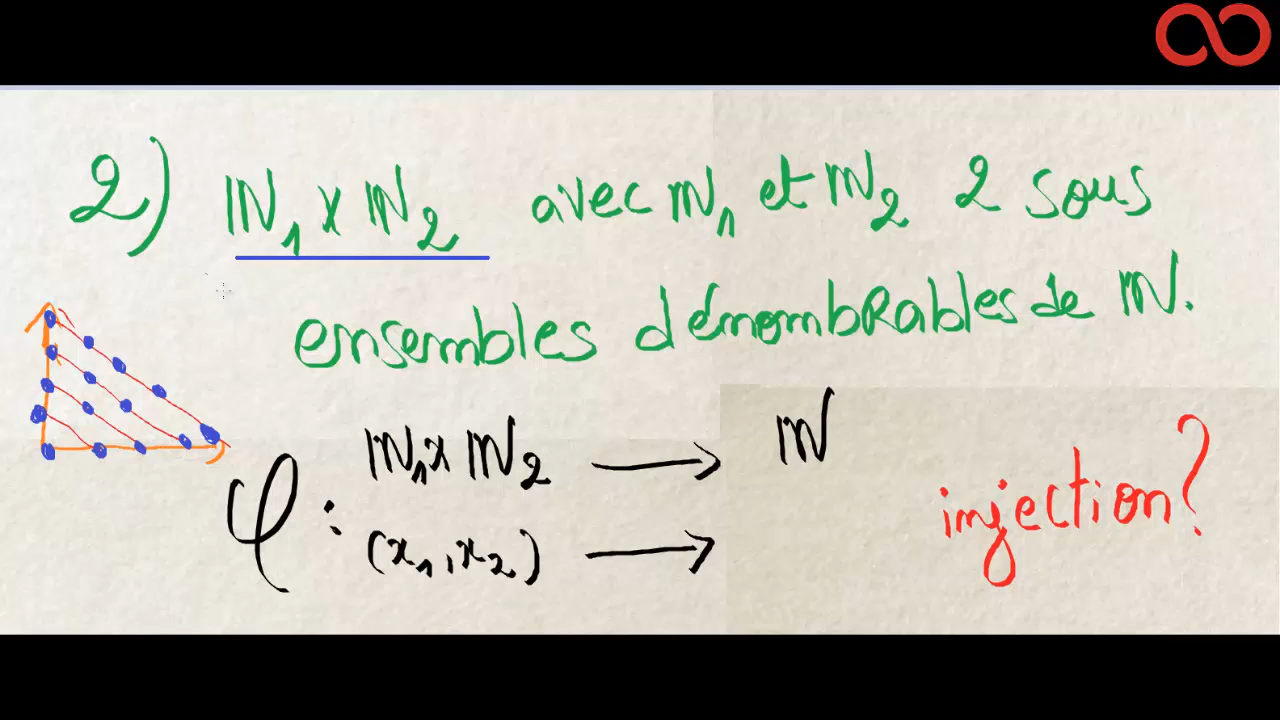 2) ℕ₁ x ℕ₂ avec ℕ₁ et ℕ₂ 2 sous
ensembles dénombRables de ℕ.
φ : ℕ₁ x ℕ₂ → ℕ
(x₁, x₂) →
injection?